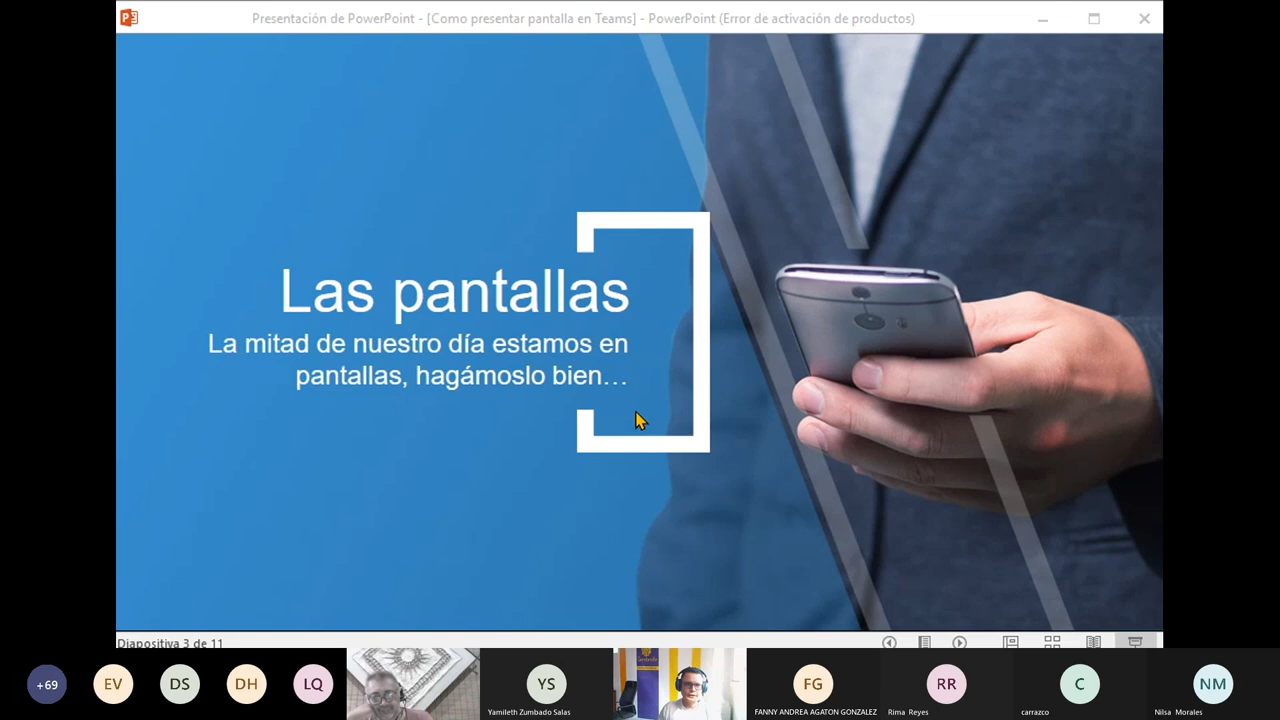 Presentación de PowerPoint - [Como presentar pantalla en Teams] - PowerPoint (Error de activación de productos)
Las pantallas
La mitad de nuestro día estamos en
pantallas, hagámoslo bien…
Diapositiva 3 de 11
+69
EV
DS
DH
LQ
YS
Yamileth Zumbado Salas
FG
FANNY ANDREA AGATON GONZALEZ
RR
Rima Reyes
C
carrazco
NM
Nilsa Morales